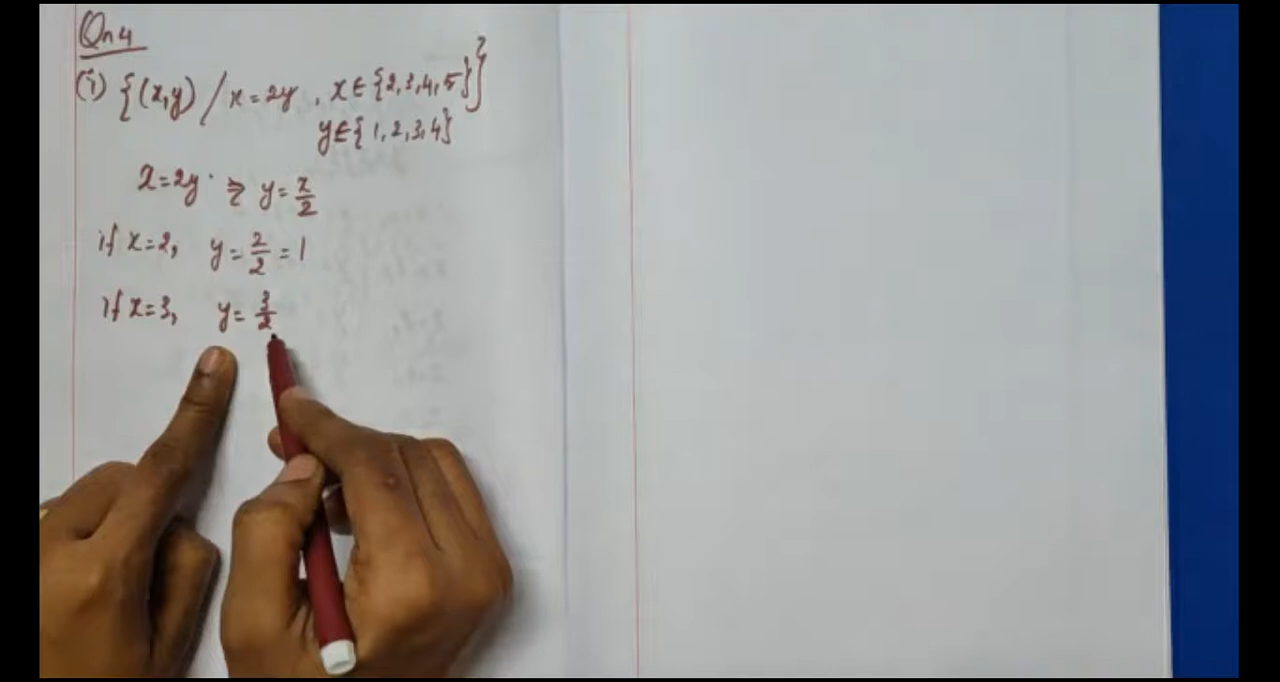 Qn 4
(i) {(x,y) / x = 2y , x ∈ {2,3,4,5}}
y ∈ {1,2,3,4}
x = 2y ⇒ y = x/2
if x = 2, y = 2/2 = 1
if x = 3, y = 3/2